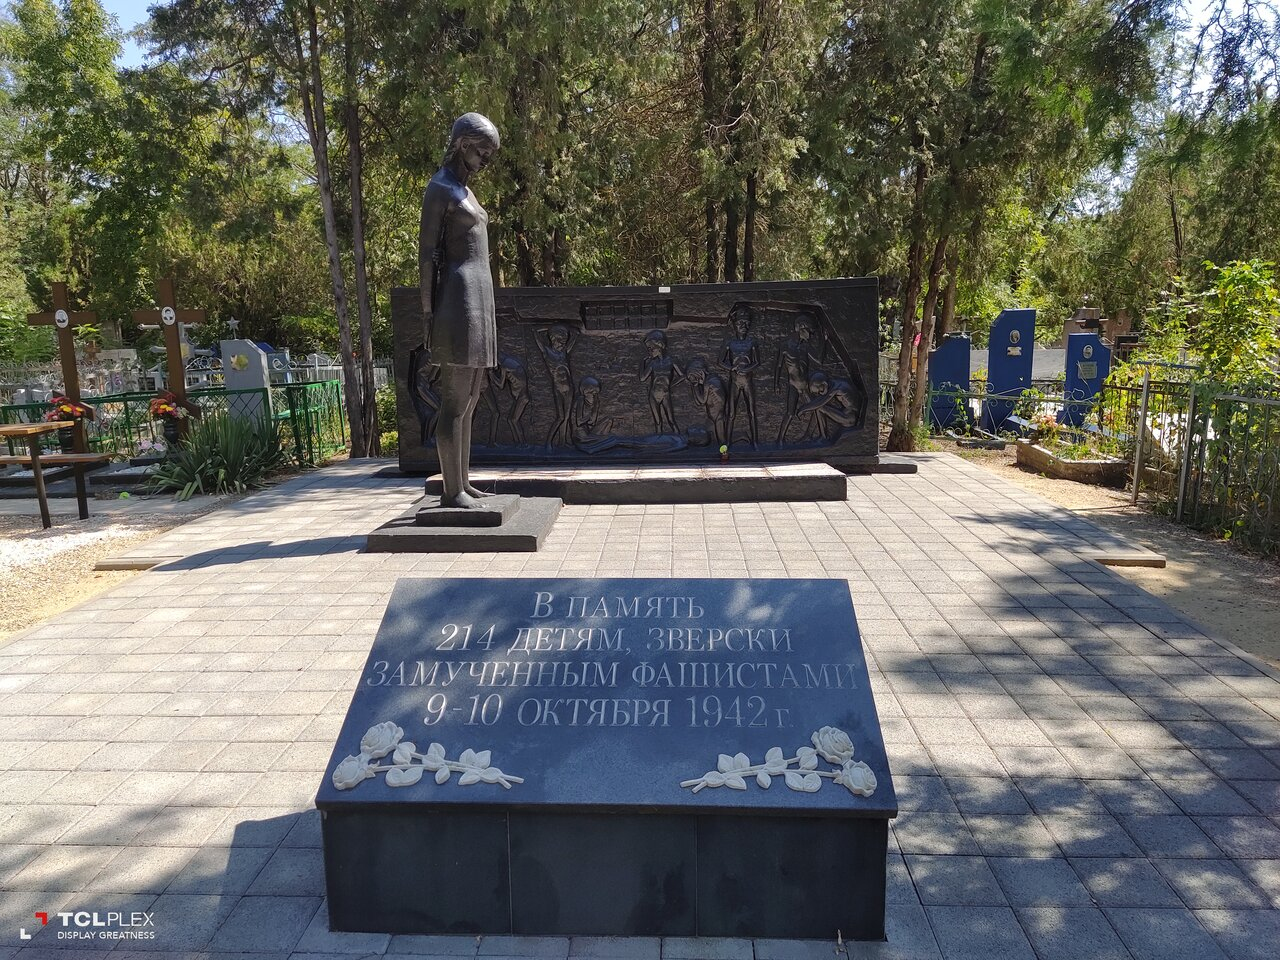 В ПАМЯТЬ
214 ДЕТЯМ, ЗВЕРСКИ
ЗАМУЧЕННЫМ ФАШИСТАМИ
9-10 ОКТЯБРЯ 1942 г.
TCLPLEX
DISPLAY GREATNESS